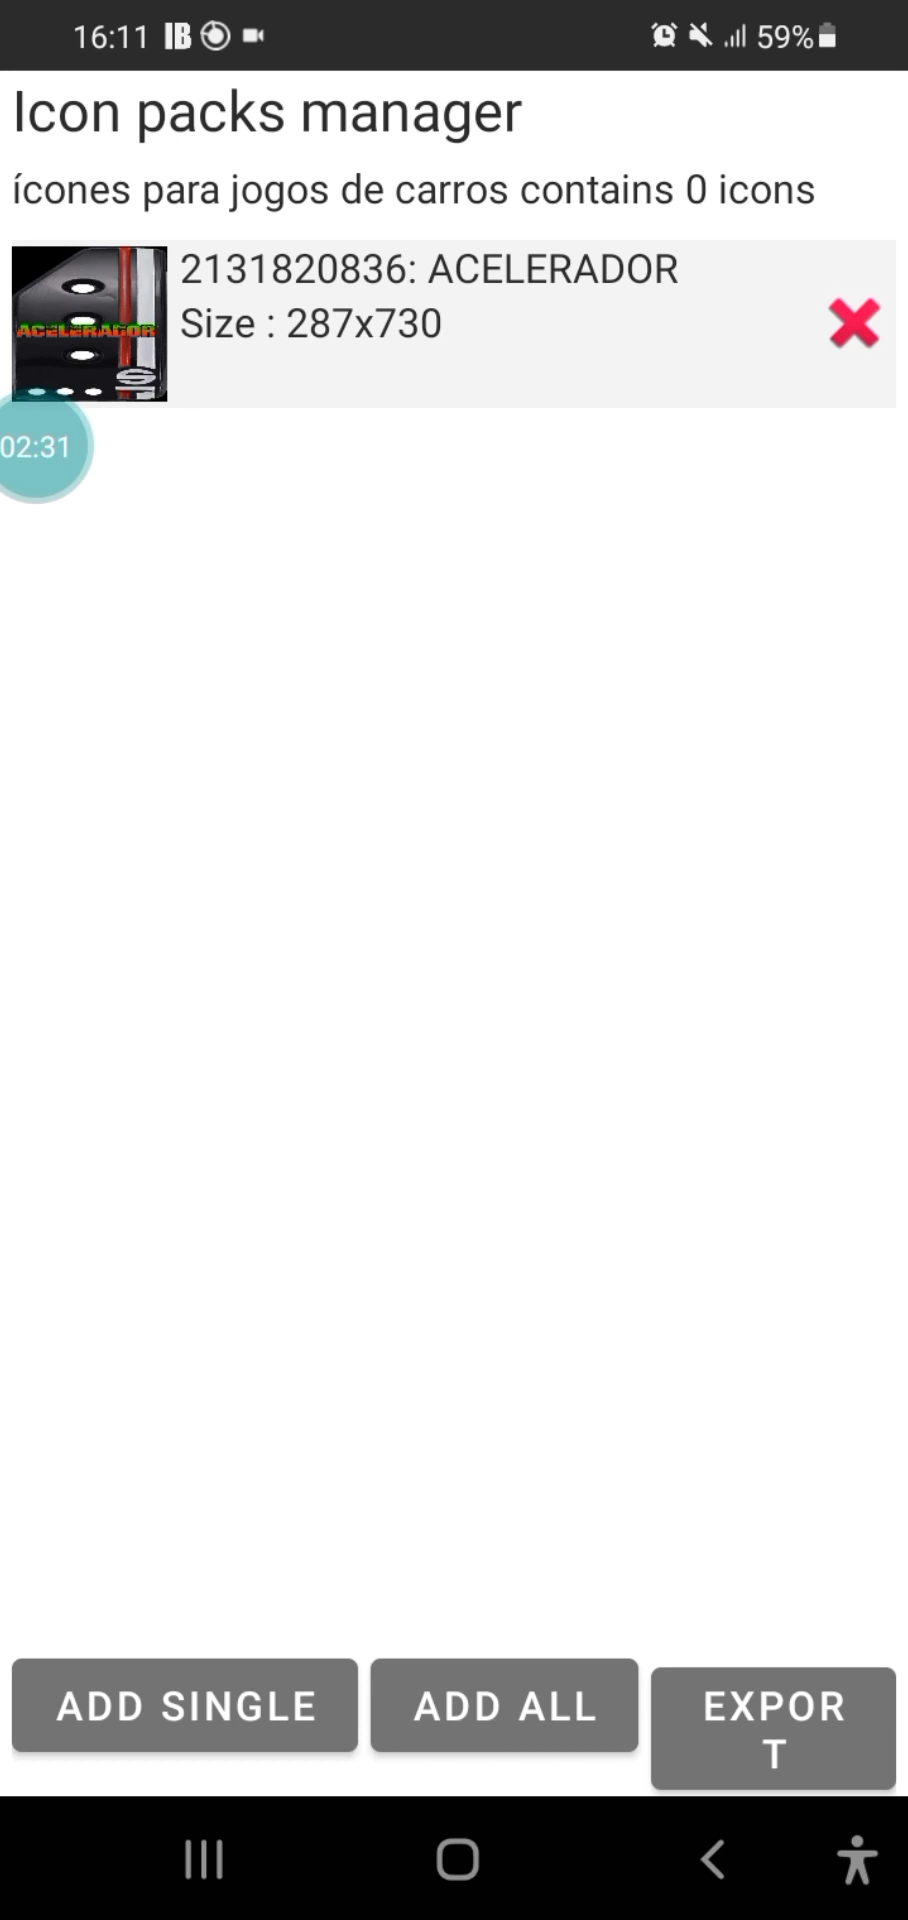 16:11 IB 59%
Icon packs manager
ícones para jogos de carros contains 0 icons
2131820836: ACELERADOR
Size : 287x730
ACELERADOR
02:31
ADD SINGLE
ADD ALL
EXPOR
T